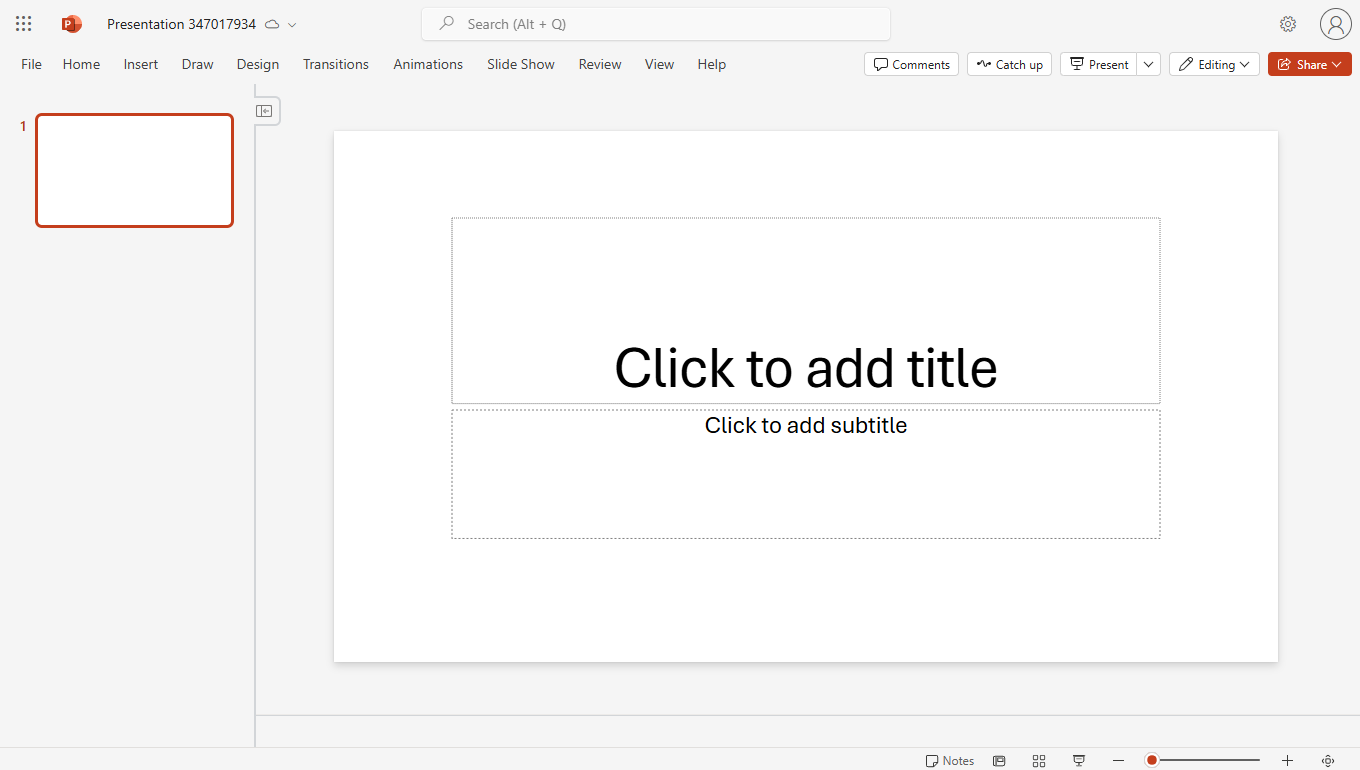 Presentation 347017934
Search (Alt + Q)
File Home Insert Draw Design Transitions Animations Slide Show Review View Help
Comments Catch up Present Editing Share
1
Click to add title
Click to add subtitle
Notes